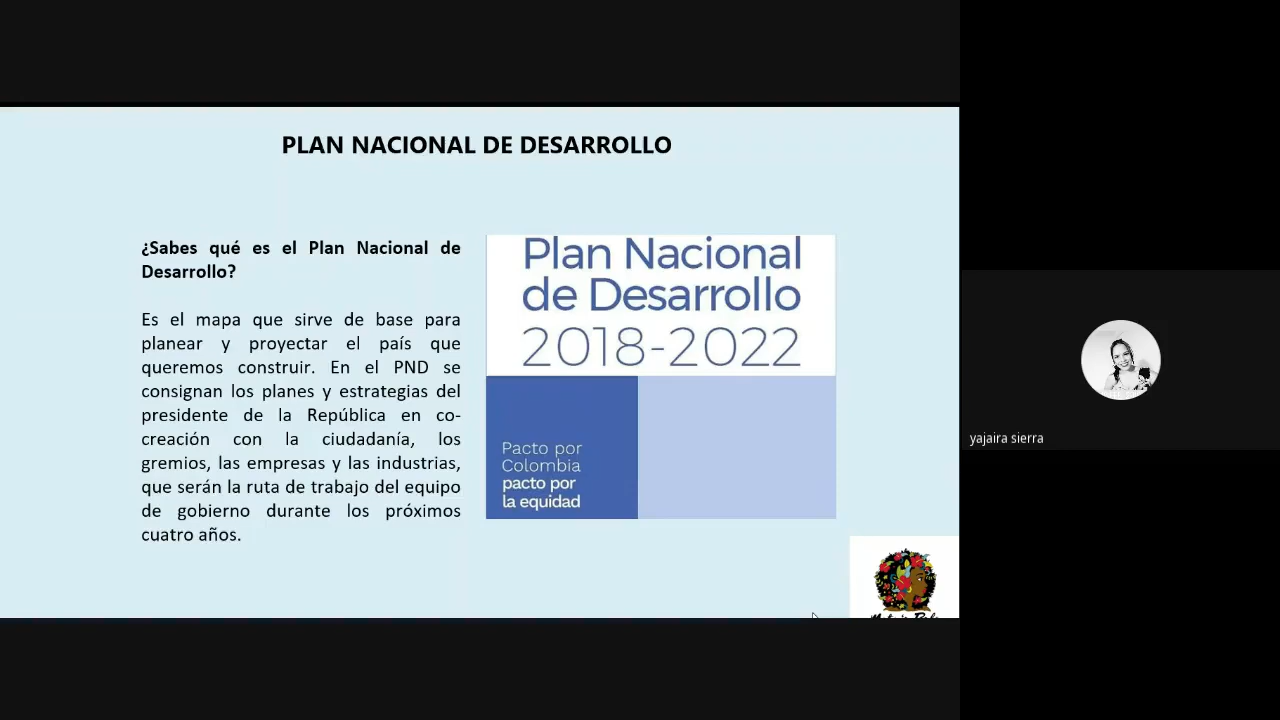 PLAN NACIONAL DE DESARROLLO
¿Sabes qué es el Plan Nacional de
Desarrollo?
Es el mapa que sirve de base para
planear y proyectar el país que
queremos construir. En el PND se
consignan los planes y estrategias del
presidente de la República en co-
creación con la ciudadanía, los
gremios, las empresas y las industrias,
que serán la ruta de trabajo del equipo
de gobierno durante los próximos
cuatro años.
Plan Nacional
de Desarrollo
2018-2022
Pacto por
Colombia
pacto por
la equidad
yajaira sierra